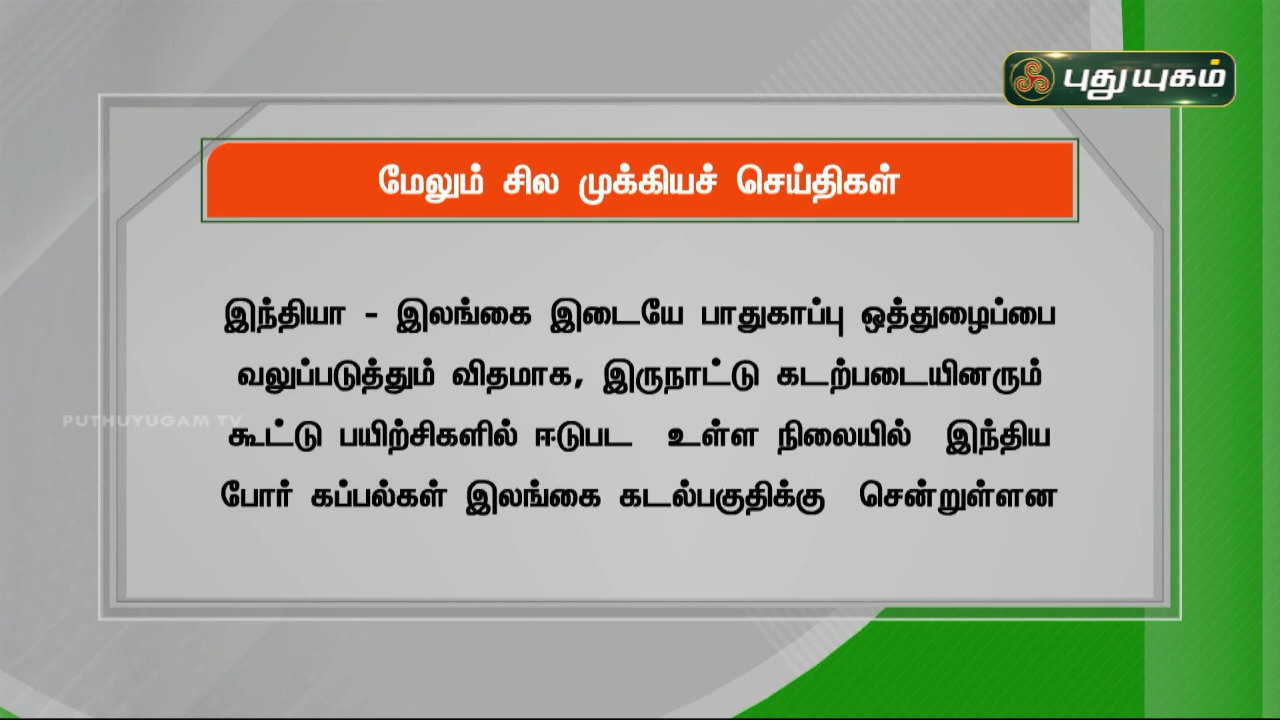 புதுயுகம்
மேலும் சில முக்கியச் செய்திகள்
இந்தியா - இலங்கை இடையே பாதுகாப்பு ஒத்துழைப்பை
வலுப்படுத்தும் விதமாக, இருநாட்டு கடற்படையினரும்
கூட்டு பயிற்சிகளில் ஈடுபட உள்ள நிலையில் இந்திய
போர் கப்பல்கள் இலங்கை கடல்பகுதிக்கு சென்றுள்ளன
PUTHUYUGAM TV